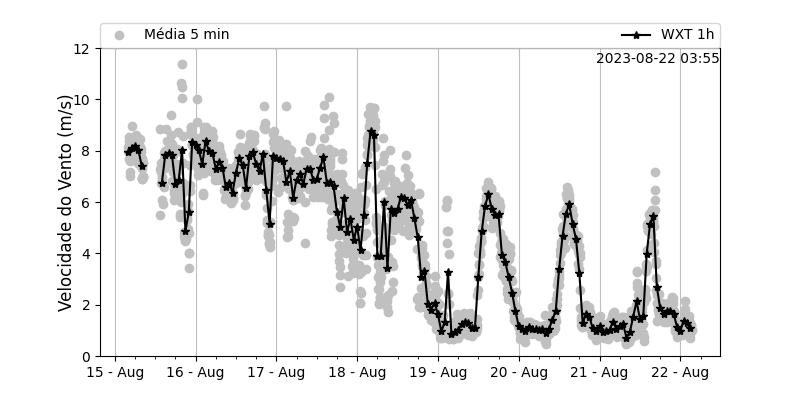 Média 5 min WXT 1h
2023-08-22 03:55
Velocidade do Vento (m/s)
12
10
8
6
4
2
0
15 - Aug 16 - Aug 17 - Aug 18 - Aug 19 - Aug 20 - Aug 21 - Aug 22 - Aug